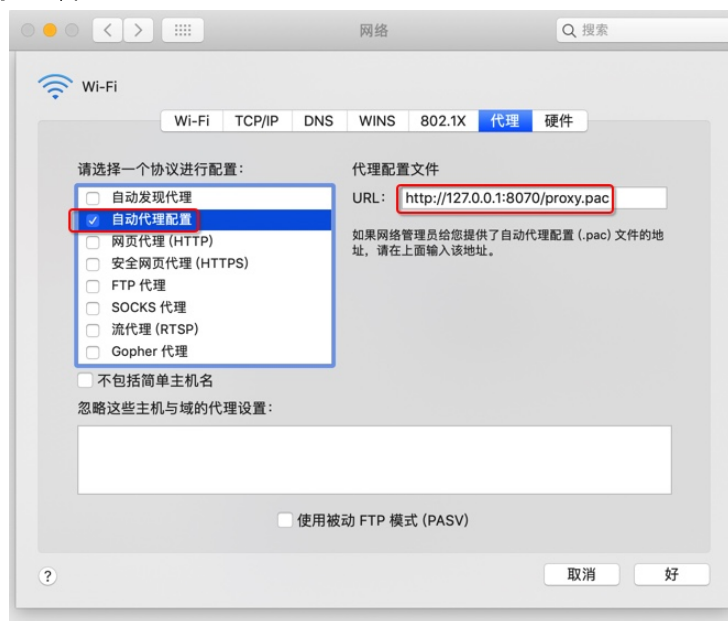 网络
搜索
Wi-Fi
Wi-Fi TCP/IP DNS WINS 802.1X 代理 硬件
请选择一个协议进行配置：
自动发现代理
自动代理配置
网页代理 (HTTP)
安全网页代理 (HTTPS)
FTP 代理
SOCKS 代理
流代理 (RTSP)
Gopher 代理
代理配置文件
URL： http://127.0.0.1:8070/proxy.pac
如果网络管理员给您提供了自动代理配置 (.pac) 文件的地
址，请在上面输入该地址。
不包括简单主机名
忽略这些主机与域的代理设置：
使用被动 FTP 模式 (PASV)
?
取消
好